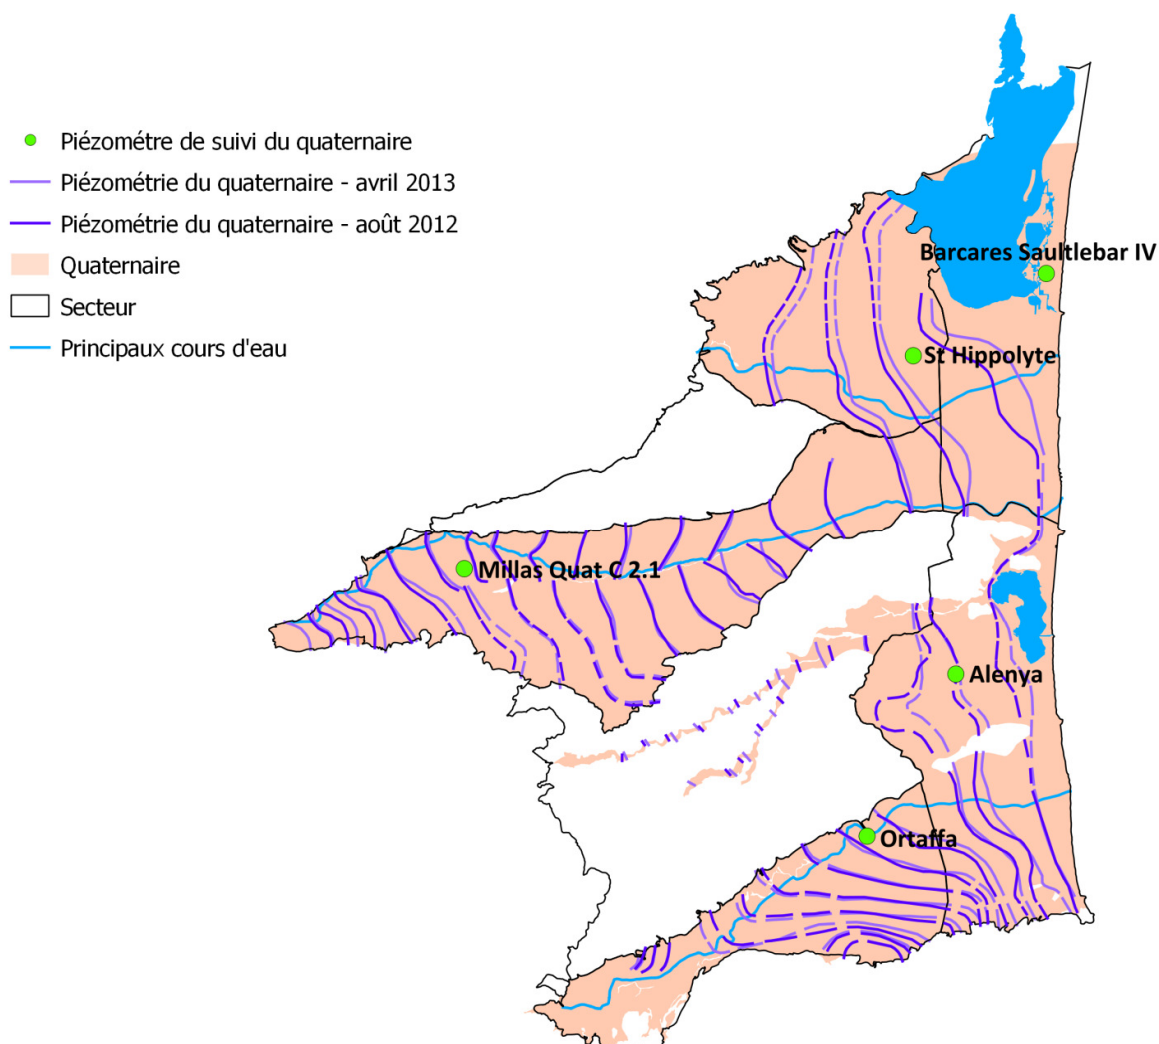 Piézométre de suivi du quaternaire
Piézométrie du quaternaire - avril 2013
Piézométrie du quaternaire - août 2012
Quaternaire
Secteur
Principaux cours d'eau
Barcares Saultlebar IV
St Hippolyte
Millas Quat C 2.1
Alenya
Ortaffa